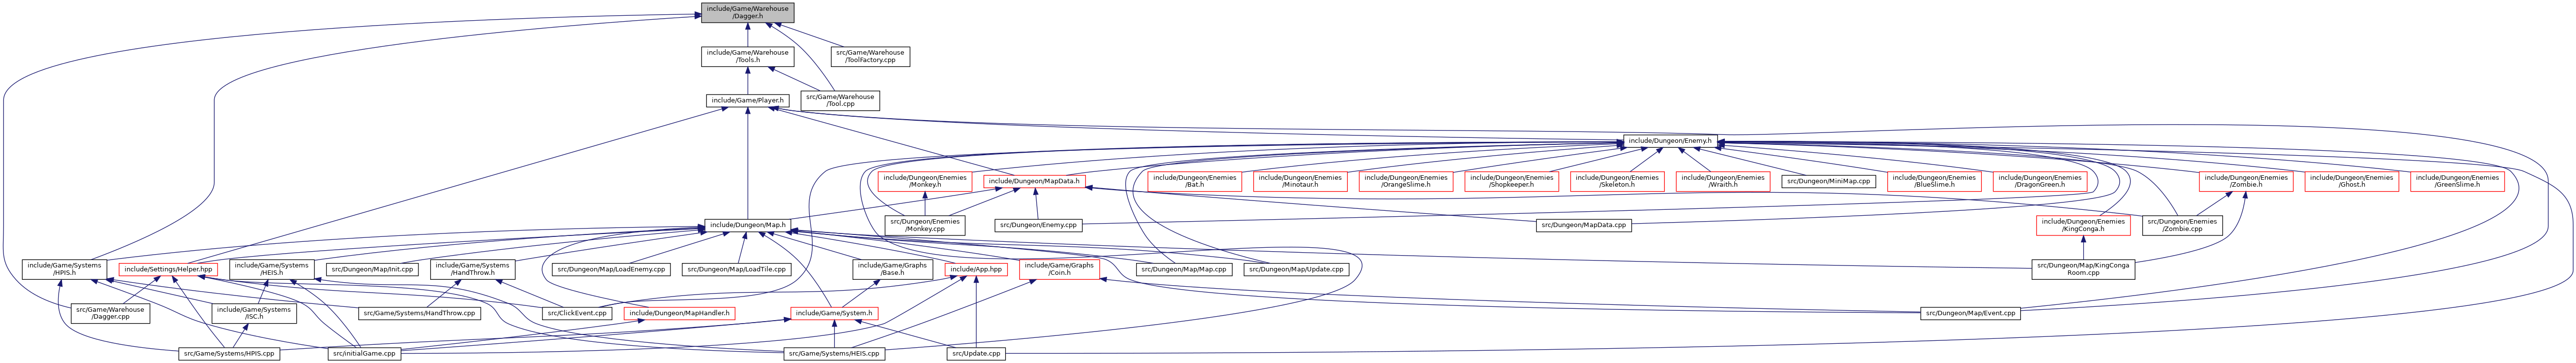 include/Game/Warehouse
/Dagger.h
include/Game/Warehouse
/Tools.h
src/Game/Warehouse
/ToolFactory.cpp
include/Game/Player.h
src/Game/Warehouse
/Tool.cpp
include/Dungeon/Enemy.h
include/Dungeon/Enemies
/Monkey.h
include/Dungeon/MapData.h
include/Dungeon/Enemies
/Bat.h
include/Dungeon/Enemies
/Minotaur.h
include/Dungeon/Enemies
/OrangeSlime.h
include/Dungeon/Enemies
/Shopkeeper.h
include/Dungeon/Enemies
/Skeleton.h
include/Dungeon/Enemies
/Wraith.h
src/Dungeon/MiniMap.cpp
include/Dungeon/Enemies
/BlueSlime.h
include/Dungeon/Enemies
/DragonGreen.h
include/Dungeon/Enemies
/Zombie.h
include/Dungeon/Enemies
/Ghost.h
include/Dungeon/Enemies
/GreenSlime.h
include/Dungeon/Map.h
src/Dungeon/Enemies
/Monkey.cpp
src/Dungeon/Enemy.cpp
src/Dungeon/MapData.cpp
include/Dungeon/Enemies
/KingConga.h
src/Dungeon/Enemies
/Zombie.cpp
include/Game/Systems
/HPIS.h
include/Settings/Helper.hpp
include/Game/Systems
/HEIS.h
src/Dungeon/Map/Init.cpp
include/Game/Systems
/HandThrow.h
src/Dungeon/Map/LoadEnemy.cpp
src/Dungeon/Map/LoadTile.cpp
include/Game/Graphs
/Base.h
include/App.hpp
include/Game/Graphs
/Coin.h
src/Dungeon/Map/Map.cpp
src/Dungeon/Map/Update.cpp
src/Dungeon/Map/KingConga
Room.cpp
src/Game/Warehouse
/Dagger.cpp
include/Game/Systems
/ISC.h
src/Game/Systems/HandThrow.cpp
src/ClickEvent.cpp
include/Dungeon/MapHandler.h
include/Game/System.h
src/Dungeon/Map/Event.cpp
src/Game/Systems/HPIS.cpp
src/initialGame.cpp
src/Game/Systems/HEIS.cpp
src/Update.cpp